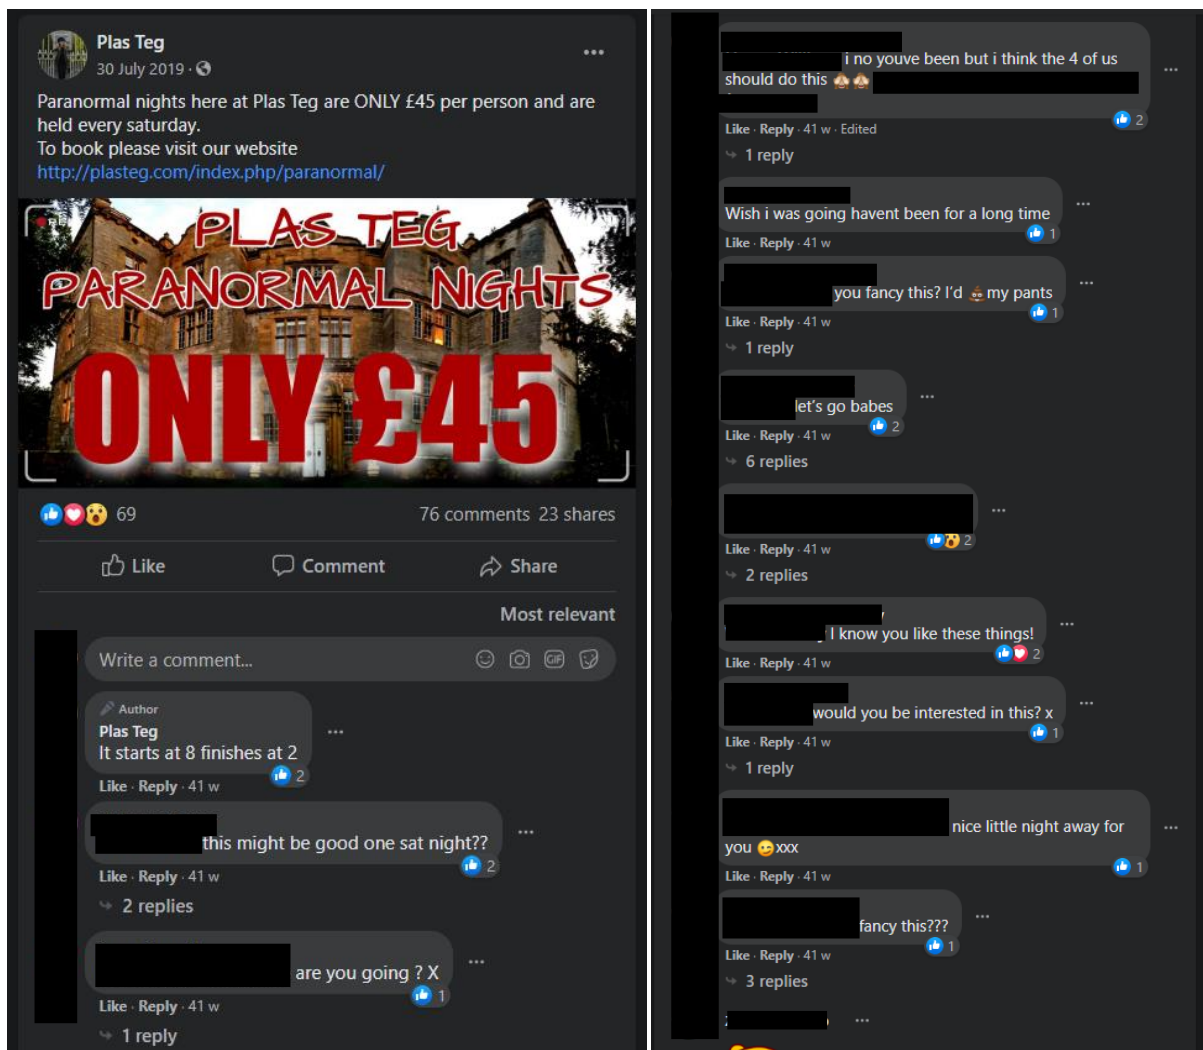 Plas Teg
30 July 2019 ·
Paranormal nights here at Plas Teg are ONLY £45 per person and are
held every saturday.
To book please visit our website
http://plasteg.com/index.php/paranormal/
REC
PLAS TEG
PARANORMAL NIGHTS
ONLY £45
69
76 comments 23 shares
Like Comment Share
Most relevant
Write a comment...
GIF
Author
Plas Teg
It starts at 8 finishes at 2
2
Like · Reply · 41 w
this might be good one sat night??
2
Like · Reply · 41 w
2 replies
are you going ? X
1
Like · Reply · 41 w
1 reply
i no youve been but i think the 4 of us
should do this
2
Like · Reply · 41 w · Edited
1 reply
Wish i was going havent been for a long time
1
Like · Reply · 41 w
you fancy this? I'd 💩 my pants
1
Like · Reply · 41 w
1 reply
let's go babes
2
Like · Reply · 41 w
6 replies
2
Like · Reply · 41 w
2 replies
I know you like these things!
2
Like · Reply · 41 w
would you be interested in this? x
1
Like · Reply · 41 w
1 reply
nice little night away for
you 😉xxx
1
Like · Reply · 41 w
fancy this???
1
Like · Reply · 41 w
3 replies